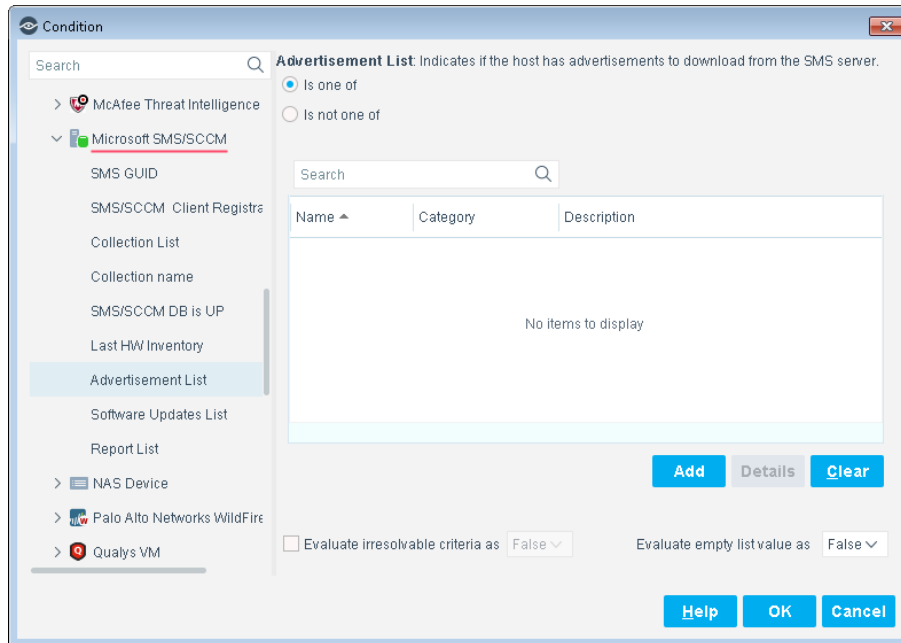 Condition
Search
McAfee Threat Intelligence
Microsoft SMS/SCCM
SMS GUID
SMS/SCCM Client Registra
Collection List
Collection name
SMS/SCCM DB is UP
Last HW Inventory
Advertisement List
Software Updates List
Report List
NAS Device
Palo Alto Networks WildFire
Qualys VM
Advertisement List: Indicates if the host has advertisements to download from the SMS server.
Is one of
Is not one of
Search
Name Category Description
No items to display
Add Details Clear
Evaluate irresolvable criteria as False Evaluate empty list value as False
Help OK Cancel